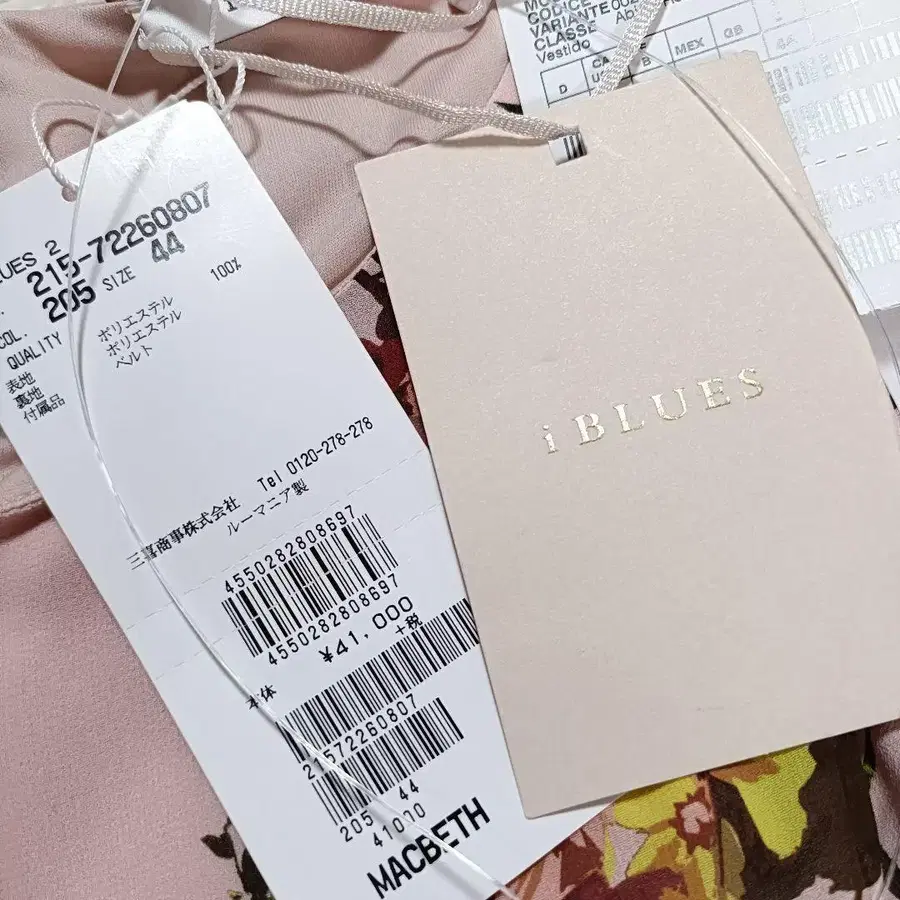 215-72260807
COL. 205 SIZE 44
QUALITY
表地 ポリエステル 100%
裏地 ポリエステル
付属品 ベルト
三喜商事株式会社 Tel 0120-278-278
ルーマニア製
4550282808697
4550282808697
¥41,000
+税
本体
21572260807
205 44
41000
MACBETH
i BLUES
CODICE
VARIANTE
CLASSE
Vestido
D
B MEX GB